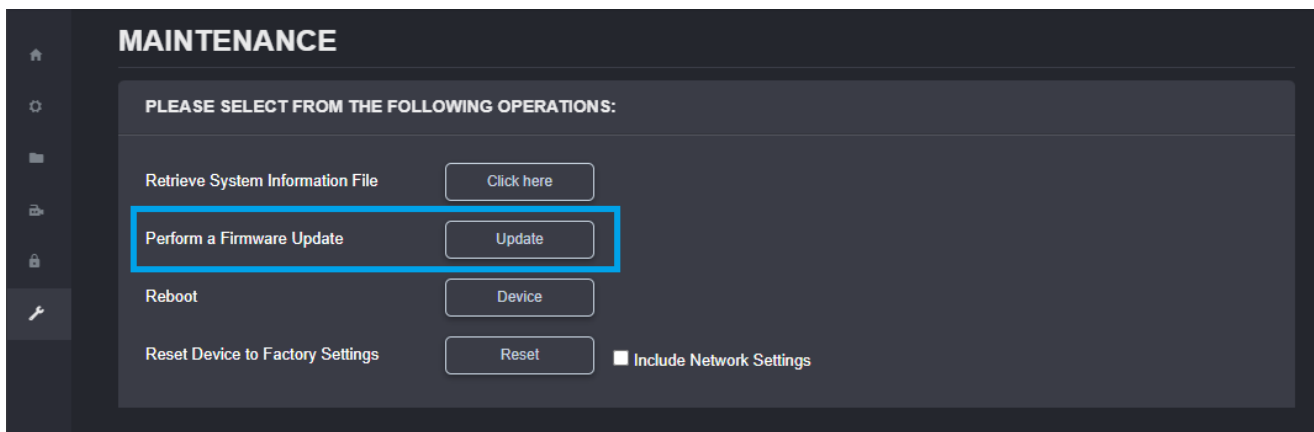 MAINTENANCE
PLEASE SELECT FROM THE FOLLOWING OPERATIONS:
Retrieve System Information File Click here
Perform a Firmware Update Update
Reboot Device
Reset Device to Factory Settings Reset Include Network Settings